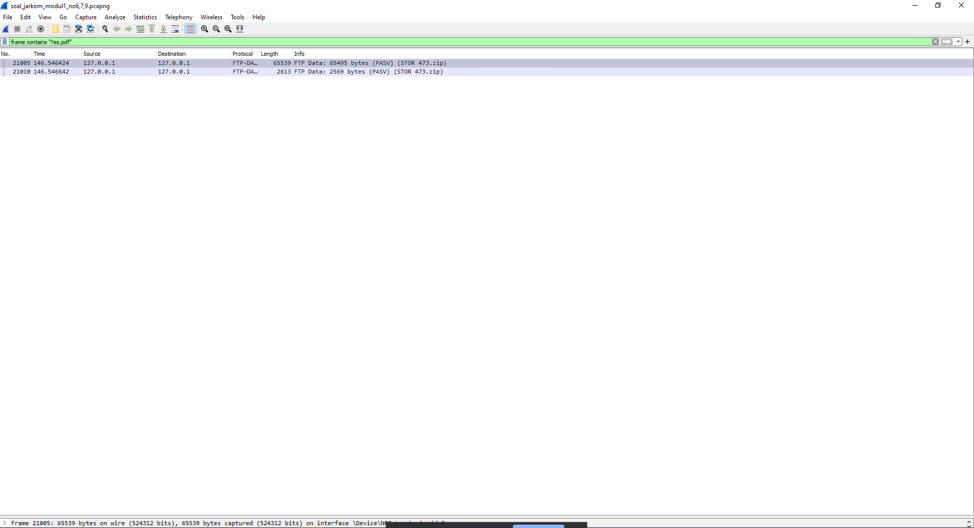 soal_jarkom_modul1_no6,7,9.pcapng
File Edit View Go Capture Analyze Statistics Telephony Wireless Tools Help
frame contains "Yes.pdf"
No. Time Source Destination Protocol Length Info
21005 146.546424 127.0.0.1 127.0.0.1 FTP-DA… 65539 FTP Data: 65495 bytes (PASV) (STOR 473.zip)
21010 146.546642 127.0.0.1 127.0.0.1 FTP-DA… 2613 FTP Data: 2569 bytes (PASV) (STOR 473.zip)
Frame 21005: 65539 bytes on wire (524312 bits), 65539 bytes captured (524312 bits) on interface